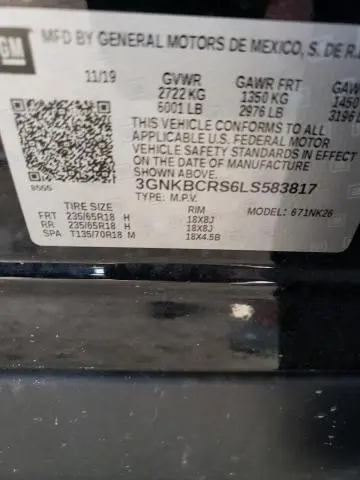 GM
MFD BY GENERAL MOTORS DE MEXICO, S. DE R.
11/19 GVWR GAWR FRT GAWR
2722 KG 1350 KG 1450
6001 LB 2976 LB 3196
THIS VEHICLE CONFORMS TO ALL
APPLICABLE U.S. FEDERAL MOTOR
VEHICLE SAFETY STANDARDS IN EFFECT
ON THE DATE OF MANUFACTURE
SHOWN ABOVE.
3GNKBCRS6LS583817
TYPE: M.P.V. MODEL: 671NK26
RIM
FRT 235/65R18 H 18X8J
RR 235/65R18 H 18X8J
SPA T135/70R18 M 18X4.5B